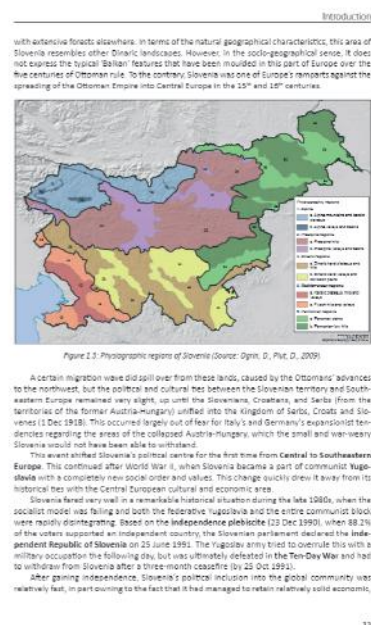 Introduction
with extensive forests elsewhere. In terms of the natural geographical characteristics, this area of
Slovenia resembles other Dinaric landscapes. However, in the socio-geographical sense, it does
not express the typical 'Balkan' features that have been moulded in this part of Europe over the
five centuries of Ottoman rule. To the contrary, Slovenia was one of Europe's ramparts against the
spreading of the Ottoman Empire into Central Europe in the 15th and 16th centuries.
Figure 1.3: Physiographic regions of Slovenia (Source: Ogrin, D., Plut, D., 2009).
A certain migration wave did spill over from these lands, caused by the Ottomans' advances
to the northwest, but the political and cultural ties between the Slovenian territory and South-
eastern Europe remained very slight, up until the Slovenians, Croatians, and Serbs (from the
territories of the former Austria-Hungary) unified into the Kingdom of Serbs, Croats and Slo-
venes (1 Dec 1918). This occurred largely out of fear for Italy's and Germany's expansionist ten-
dencies regarding the areas of the collapsed Austria-Hungary, which the small and war-weary
Slovenia would not have been able to withstand.
This event shifted Slovenia's political centre for the first time from Central to Southeastern
Europe. This continued after World War II, when Slovenia became a part of communist Yugo-
slavia with a completely new social order and values. This change quickly drew it away from its
historical ties with the Central European cultural and economic area.
Slovenia fared very well in a remarkable historical situation during the late 1980s, when the
socialist model was failing and both the federative Yugoslavia and the entire communist block
were rapidly disintegrating. Based on the independence plebiscite (23 Dec 1990), when 88.2%
of the voters supported an independent country, the Slovenian parliament declared the inde-
pendent Republic of Slovenia on 25 June 1991. The Yugoslav army tried to overrule this with a
military occupation the following day, but was ultimately defeated in the Ten-Day War and had
to withdraw from Slovenia after a three-month ceasefire (by 25 Oct 1991).
After gaining independence, Slovenia's political inclusion into the global community was
relatively fast, in part owning to the fact that it had managed to retain relatively solid economic,